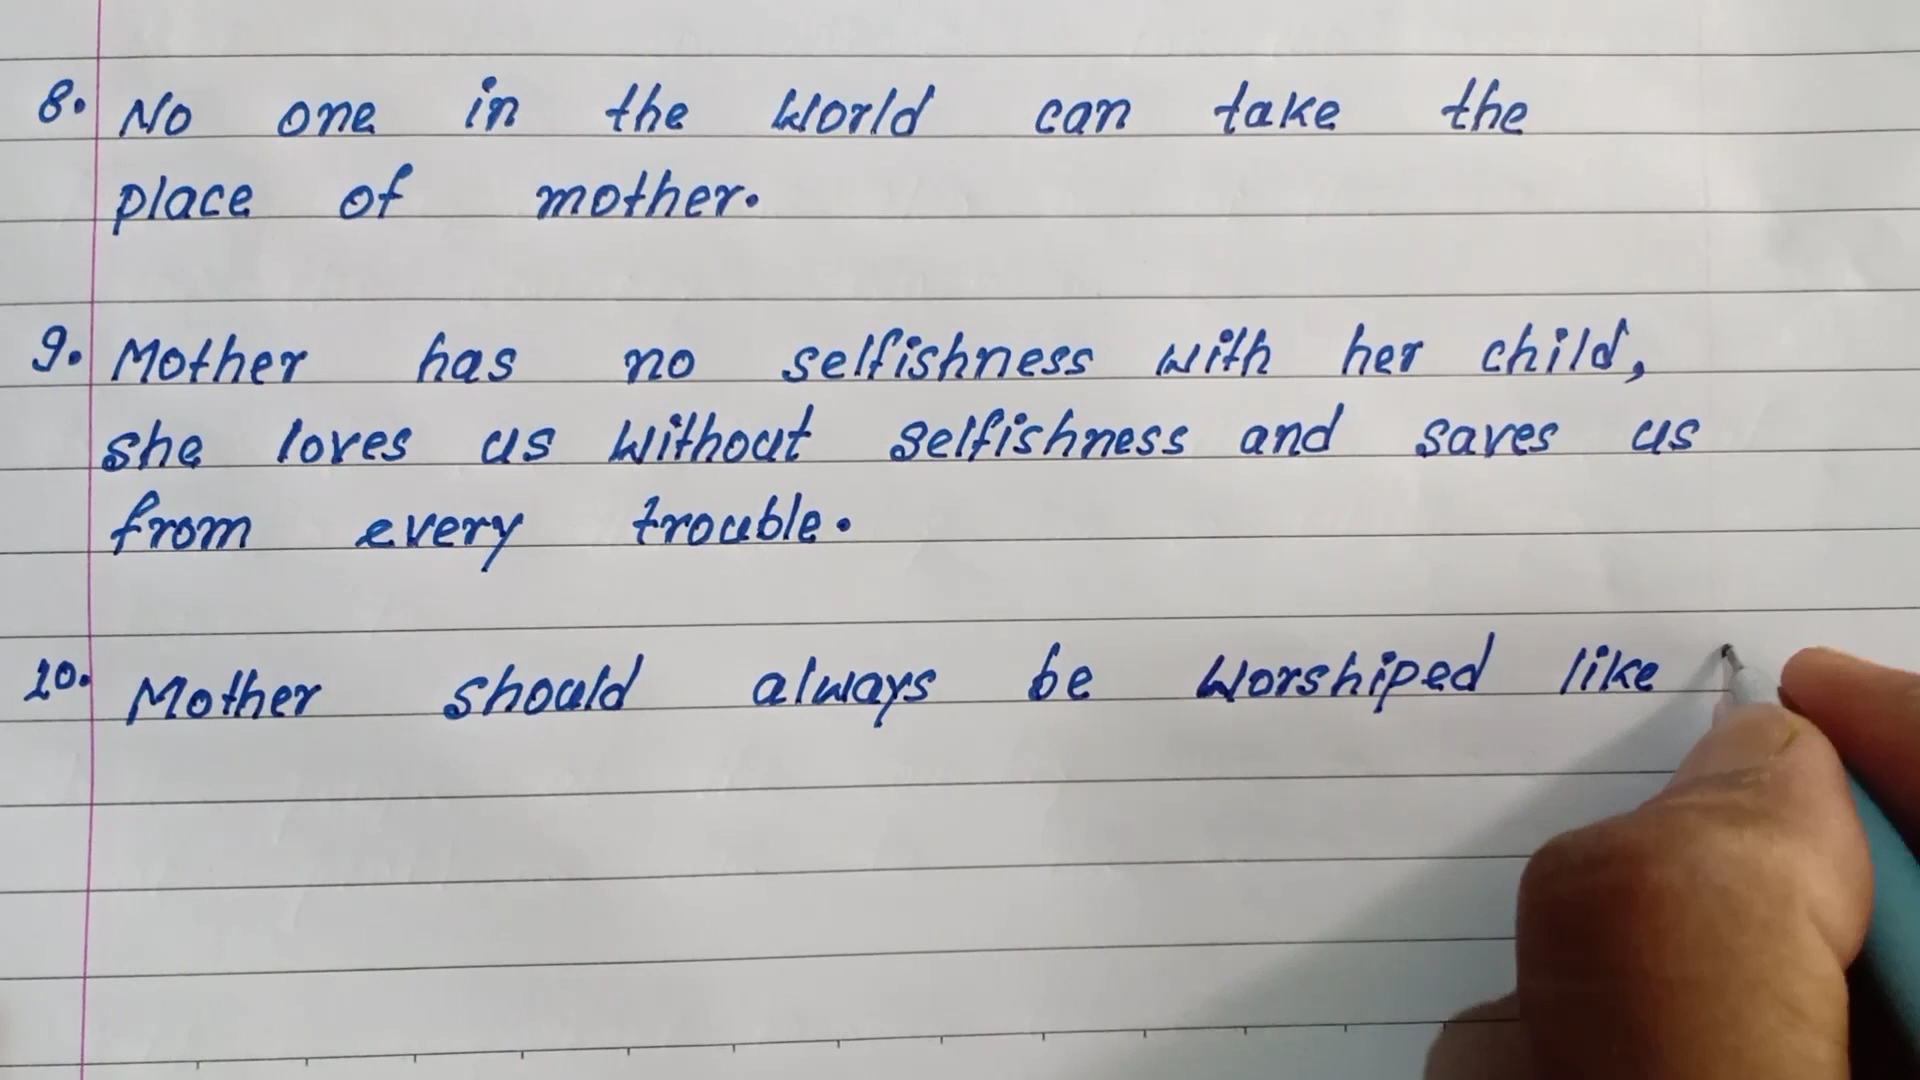 8. No one in the world can take the
place of mother.
9. Mother has no selfishness with her child,
she loves us without selfishness and saves us
from every trouble.
10. Mother should always be worshiped like